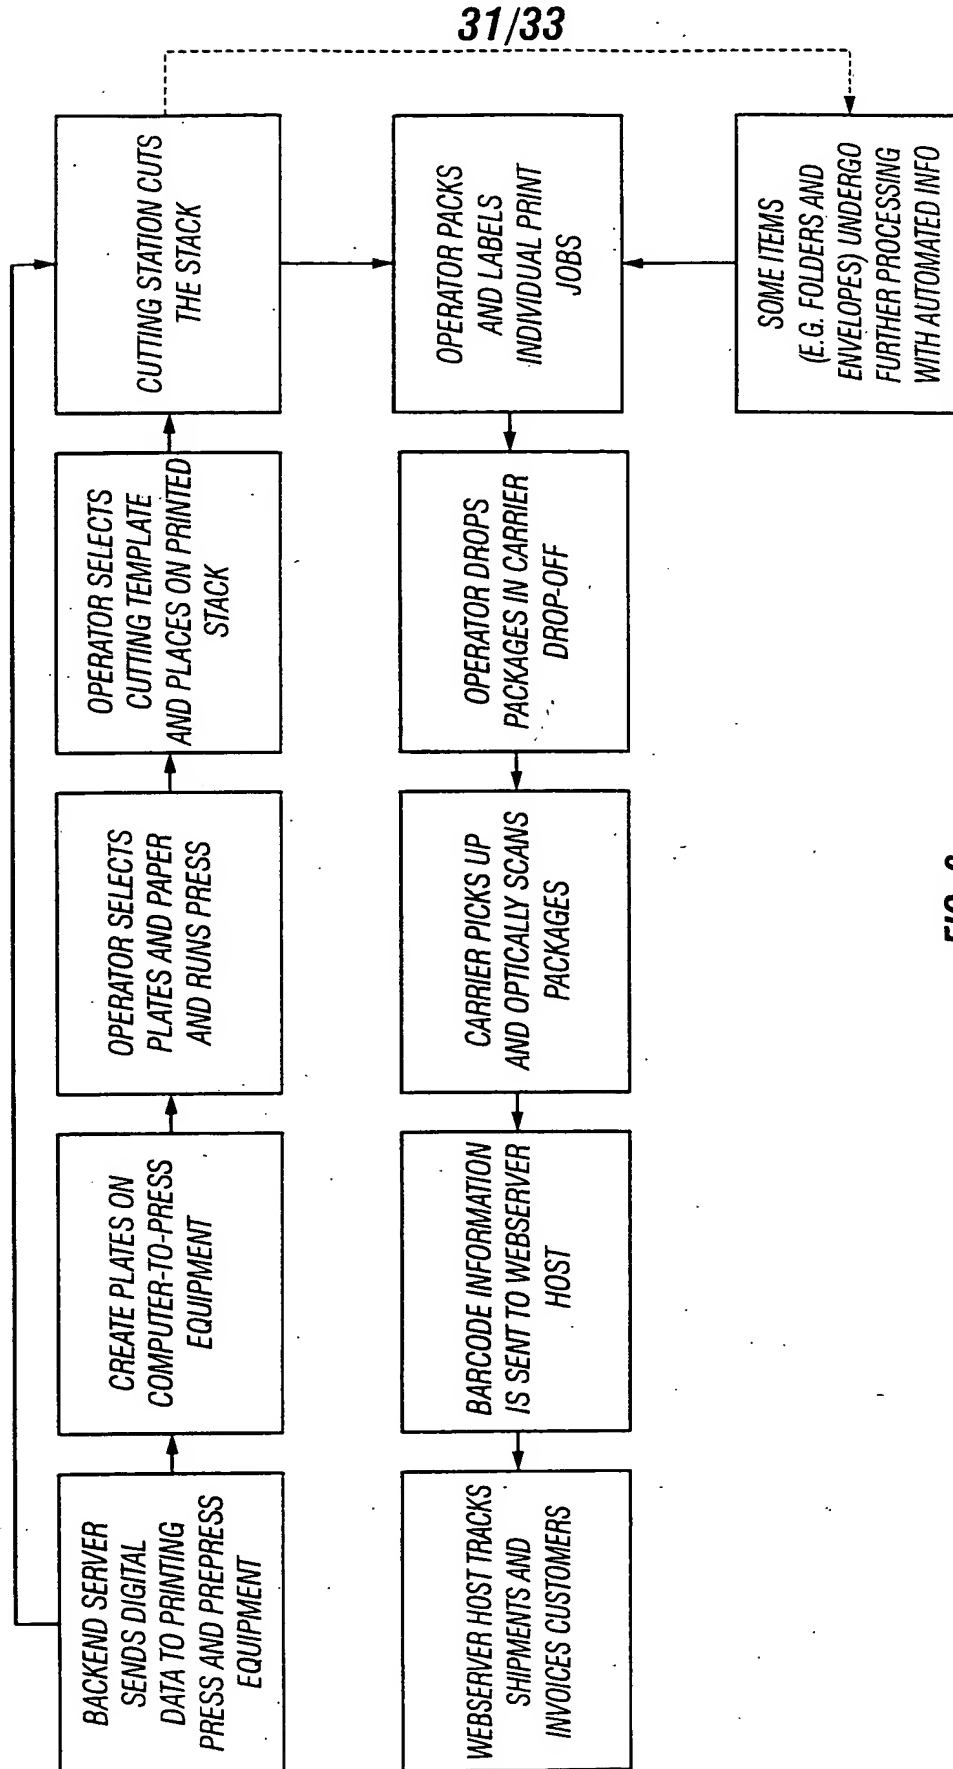 31/33
BACKEND SERVER
SENDS DIGITAL
DATA TO PRINTING
PRESS AND PREPRESS
EQUIPMENT
CREATE PLATES ON
COMPUTER-TO-PRESS
EQUIPMENT
OPERATOR SELECTS
PLATES AND PAPER
AND RUNS PRESS
OPERATOR SELECTS
CUTTING TEMPLATE
AND PLACES ON PRINTED
STACK
CUTTING STATION CUTS
THE STACK
WEBSERVER HOST TRACKS
SHIPMENTS AND
INVOICES CUSTOMERS
BARCODE INFORMATION
IS SENT TO WEBSERVER
HOST
CARRIER PICKS UP
AND OPTICALLY SCANS
PACKAGES
OPERATOR DROPS
PACKAGES IN CARRIER
DROP-OFF
OPERATOR PACKS
AND LABELS
INDIVIDUAL PRINT
JOBS
SOME ITEMS
(E.G. FOLDERS AND
ENVELOPES) UNDERGO
FURTHER PROCESSING
WITH AUTOMATED INFO
FIG.